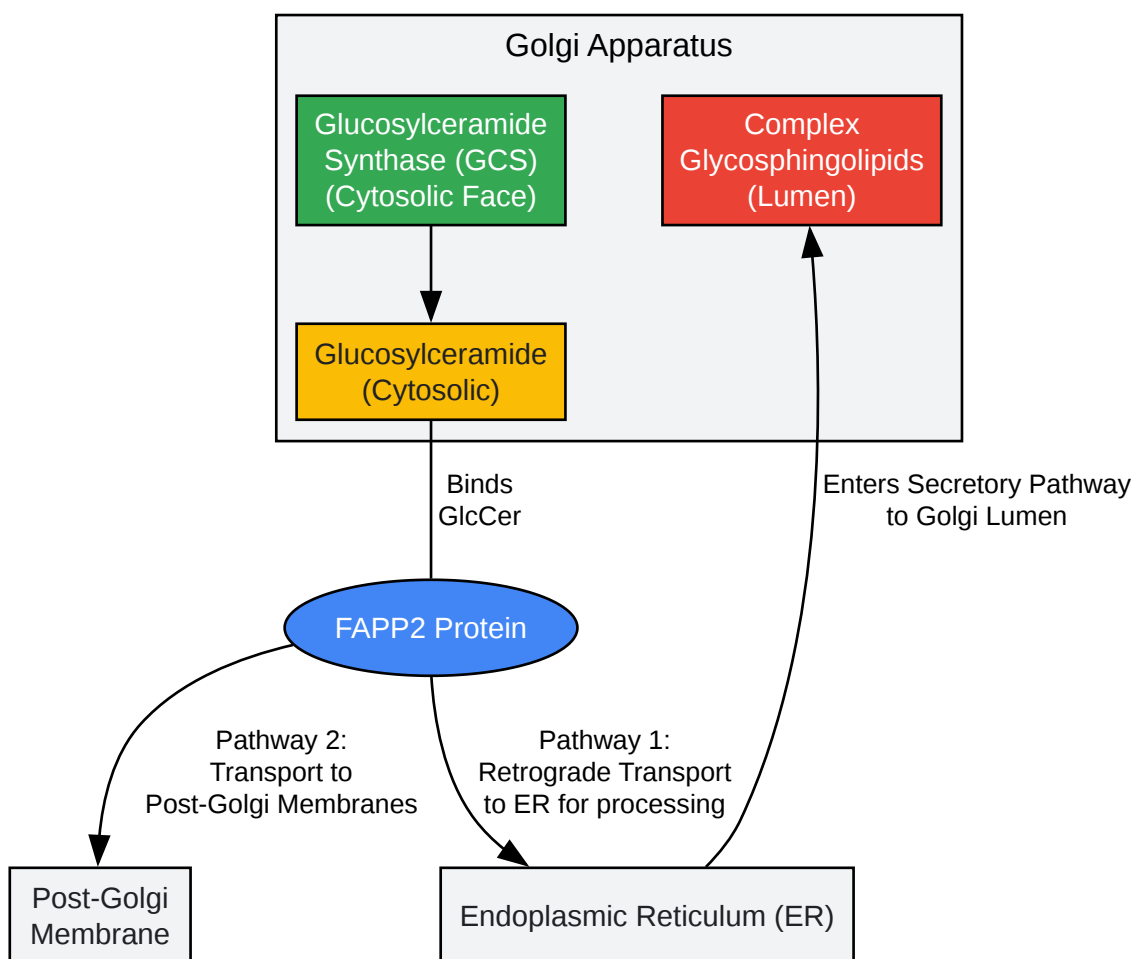 Golgi Apparatus
Glucosylceramide
Synthase (GCS)
(Cytosolic Face)
Complex
Glycosphingolipids
(Lumen)
Glucosylceramide
(Cytosolic)
Binds
GlcCer
Enters Secretory Pathway
to Golgi Lumen
FAPP2 Protein
Pathway 2:
Transport to
Post-Golgi Membranes
Pathway 1:
Retrograde Transport
to ER for processing
Post-Golgi
Membrane
Endoplasmic Reticulum (ER)